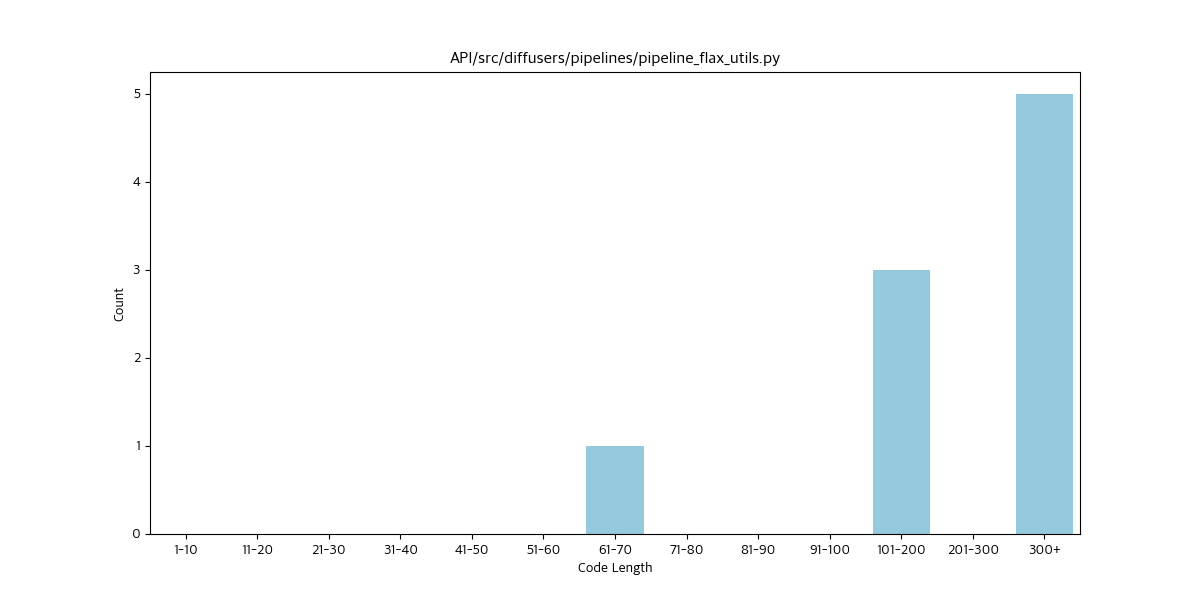 API/src/diffusers/pipelines/pipeline_flax_utils.py
5
4
3
2
1
0
Count
1-10 11-20 21-30 31-40 41-50 51-60 61-70 71-80 81-90 91-100 101-200 201-300 300+
Code Length